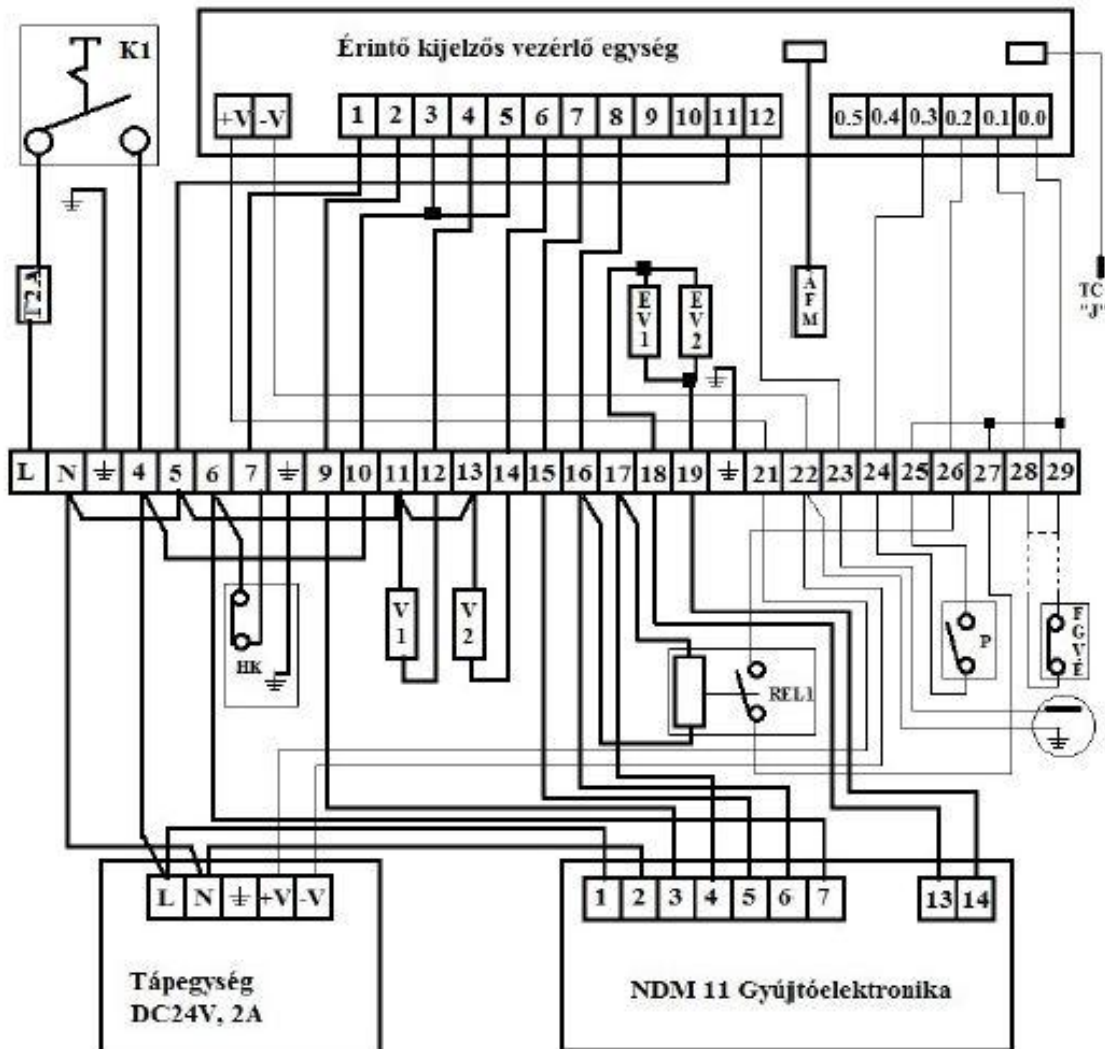 K1
Érintő kijelzős vezérlő egység
+V -V
1 2 3 4 5 6 7 8 9 10 11 12
0.5 0.4 0.3 0.2 0.1 0.0
TC
"J"
EV1
EV2
ÁFM
L N 4 5 6 7 9 10 11 12 13 14 15 16 17 18 19 21 22 23 24 25 26 27 28 29
V1
V2
HK
REL1
P
EGVÉ
L N +V -V
1 2 3 4 5 6 7
13 14
Tápegység
DC24V, 2A
NDM 11 Gyújtóelektronika